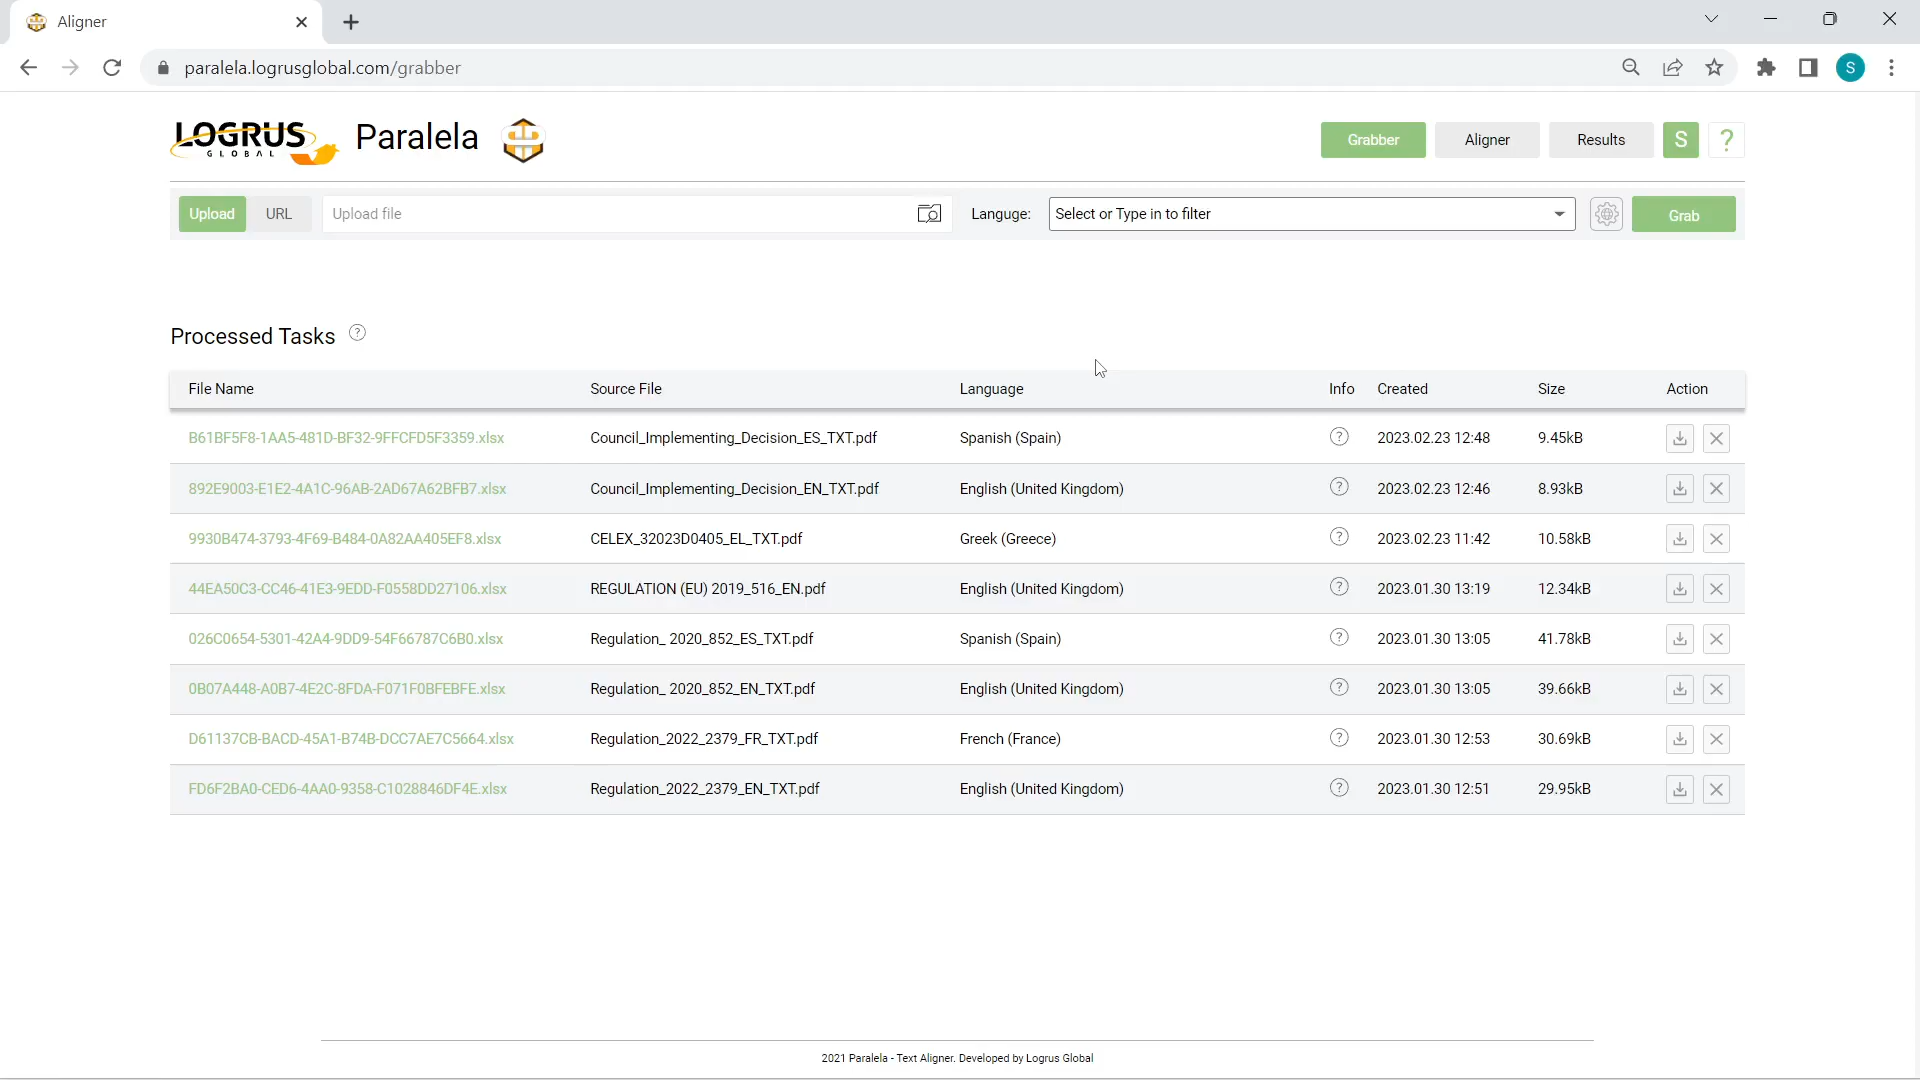 Aligner
paralela.logrusglobal.com/grabber
S
LOGRUS
GLOBAL
Paralela
Grabber
Aligner
Results
S
?
Upload
URL
Upload file
Languge:
Select or Type in to filter
Grab
Processed Tasks ?
File Name Source File Language Info Created Size Action
B61BF5F8-1AA5-481D-BF32-9FFCFD5F3359.xlsx Council_Implementing_Decision_ES_TXT.pdf Spanish (Spain) ? 2023.02.23 12:48 9.45kB
892E9003-E1E2-4A1C-96AB-2AD67A62BFB7.xlsx Council_Implementing_Decision_EN_TXT.pdf English (United Kingdom) ? 2023.02.23 12:46 8.93kB
9930B474-3793-4F69-B484-0A82AA405EF8.xlsx CELEX_32023D0405_EL_TXT.pdf Greek (Greece) ? 2023.02.23 11:42 10.58kB
44EA50C3-CC46-41E3-9EDD-F0558DD27106.xlsx REGULATION (EU) 2019_516_EN.pdf English (United Kingdom) ? 2023.01.30 13:19 12.34kB
026C0654-5301-42A4-9DD9-54F66787C6B0.xlsx Regulation_ 2020_852_ES_TXT.pdf Spanish (Spain) ? 2023.01.30 13:05 41.78kB
0B07A448-A0B7-4E2C-8FDA-F071F0BFEBFE.xlsx Regulation_ 2020_852_EN_TXT.pdf English (United Kingdom) ? 2023.01.30 13:05 39.66kB
D61137CB-BACD-45A1-B74B-DCC7AE7C5664.xlsx Regulation_2022_2379_FR_TXT.pdf French (France) ? 2023.01.30 12:53 30.69kB
FD6F2BA0-CED6-4AA0-9358-C1028846DF4E.xlsx Regulation_2022_2379_EN_TXT.pdf English (United Kingdom) ? 2023.01.30 12:51 29.95kB
2021 Paralela - Text Aligner. Developed by Logrus Global